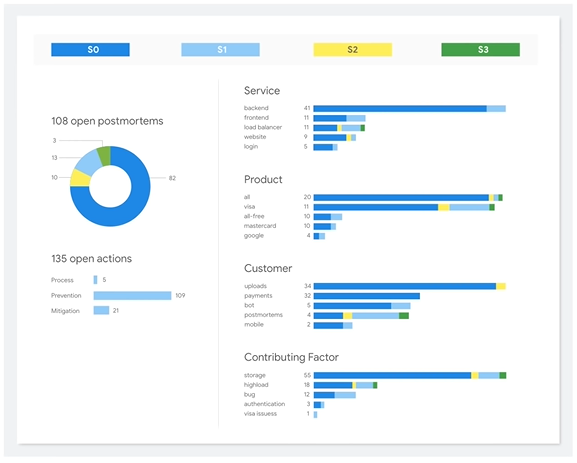 S0 S1 S2 S3
108 open postmortems
3
13
10
82
135 open actions
Process 5
Prevention 109
Mitigation 21
Service
backend 41
frontend 11
load balancer 11
website 9
login 5
Product
all 20
visa 11
all-free 10
mastercard 10
google 4
Customer
uploads 34
payments 32
bot 5
postmortems 4
mobile 2
Contributing Factor
storage 55
highload 18
bug 12
authentication 3
visa issuess 1